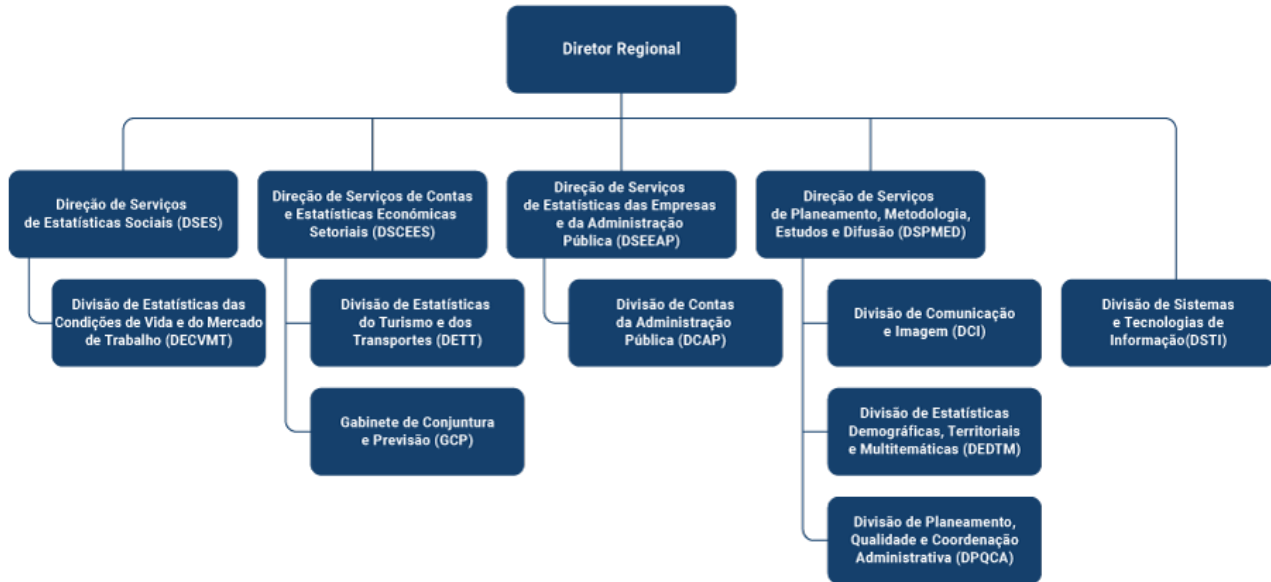 Diretor Regional
Direção de Serviços
de Estatísticas Sociais (DSES)
Direção de Serviços de Contas
e Estatísticas Económicas
Setoriais (DSCEES)
Direção de Serviços
de Estatísticas das Empresas
e da Administração
Pública (DSEEAP)
Direção de Serviços
de Planeamento, Metodologia,
Estudos e Difusão (DSPMED)
Divisão de Estatísticas das
Condições de Vida e do Mercado
de Trabalho (DECVMT)
Divisão de Estatísticas
do Turismo e dos
Transportes (DETT)
Divisão de Contas
da Administração
Pública (DCAP)
Divisão de Comunicação
e Imagem (DCI)
Divisão de Sistemas
e Tecnologias de
Informação(DSTI)
Gabinete de Conjuntura
e Previsão (GCP)
Divisão de Estatísticas
Demográficas, Territoriais
e Multitemáticas (DEDTM)
Divisão de Planeamento,
Qualidade e Coordenação
Administrativa (DPQCA)